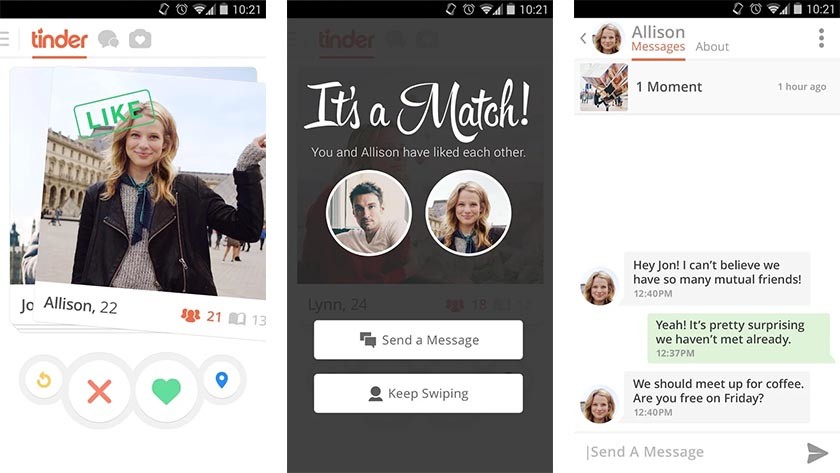 10:21
tinder
LIKE
Jo
Allison, 22
21
13
10:21
tinder
It's a Match!
You and Allison have liked each other.
Lynn, 24
18
Send a Message
Keep Swiping
10:21
Allison
Messages About
1 Moment 1 hour ago
Hey Jon! I can't believe we
have so many mutual friends!
12:40PM
Yeah! It's pretty surprising
we haven't met already.
12:37PM
We should meet up for coffee.
Are you free on Friday?
12:40PM
Send A Message